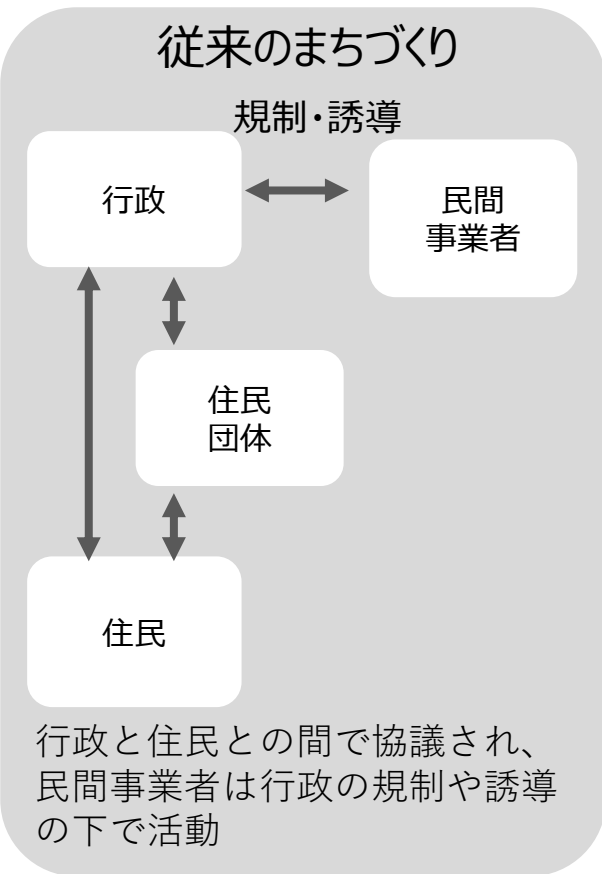 従来のまちづくり
規制・誘導
行政
民間
事業者
住民
団体
住民
行政と住民との間で協議され、
民間事業者は行政の規制や誘導
の下で活動